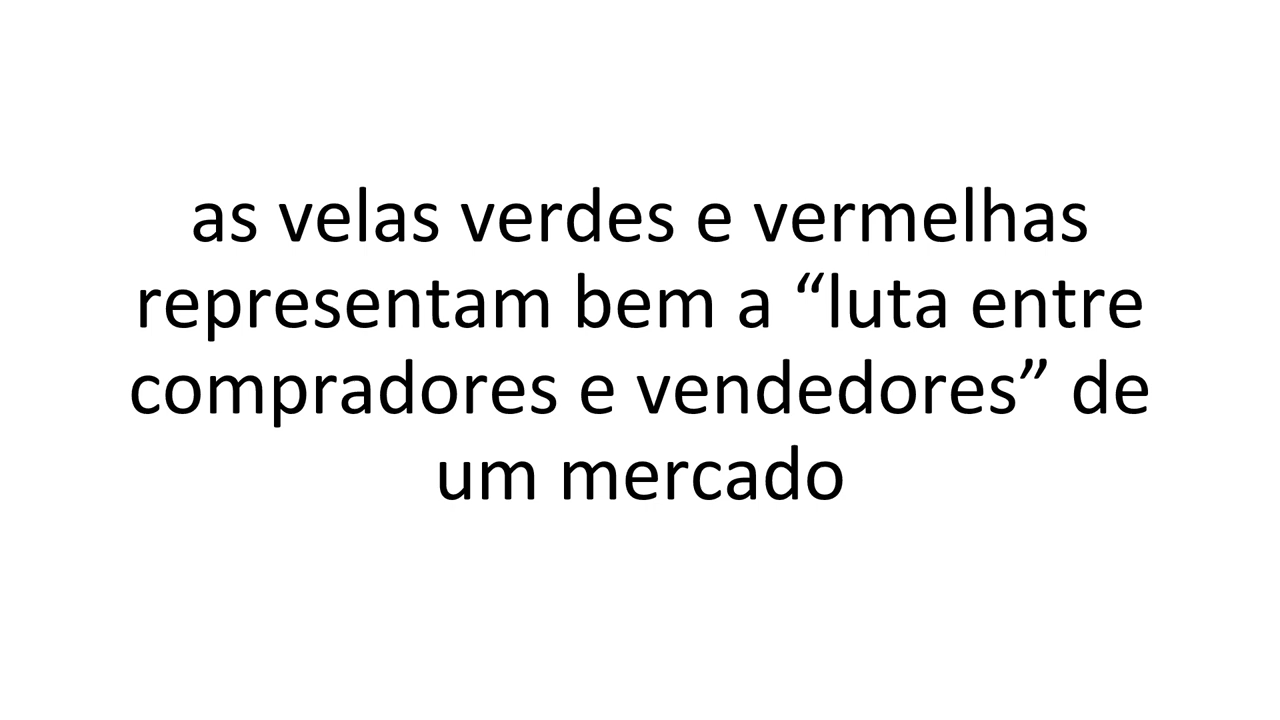 as velas verdes e vermelhas
representam bem a “luta entre
compradores e vendedores” de
um mercado